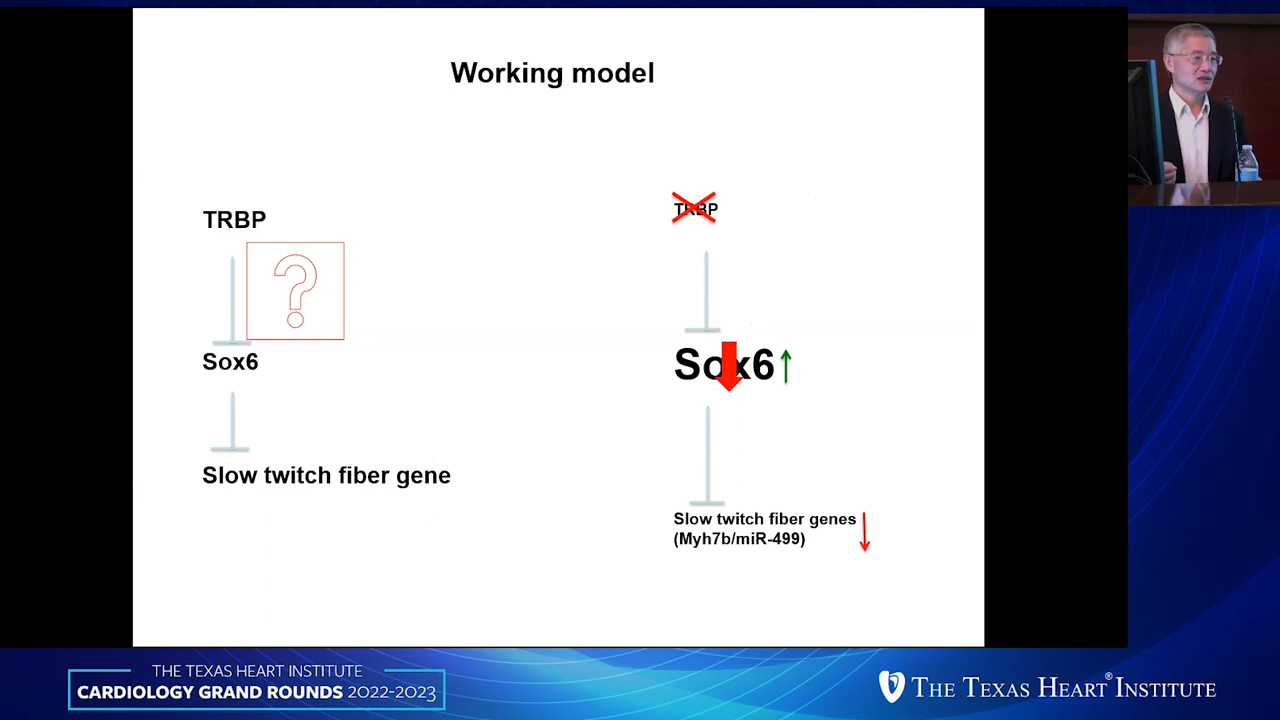 Working model
TRBP
?
Sox6
Slow twitch fiber gene
TRBP
Sox6
Slow twitch fiber genes
(Myh7b/miR-499)
THE TEXAS HEART INSTITUTE
CARDIOLOGY GRAND ROUNDS 2022-2023
THE TEXAS HEART® INSTITUTE